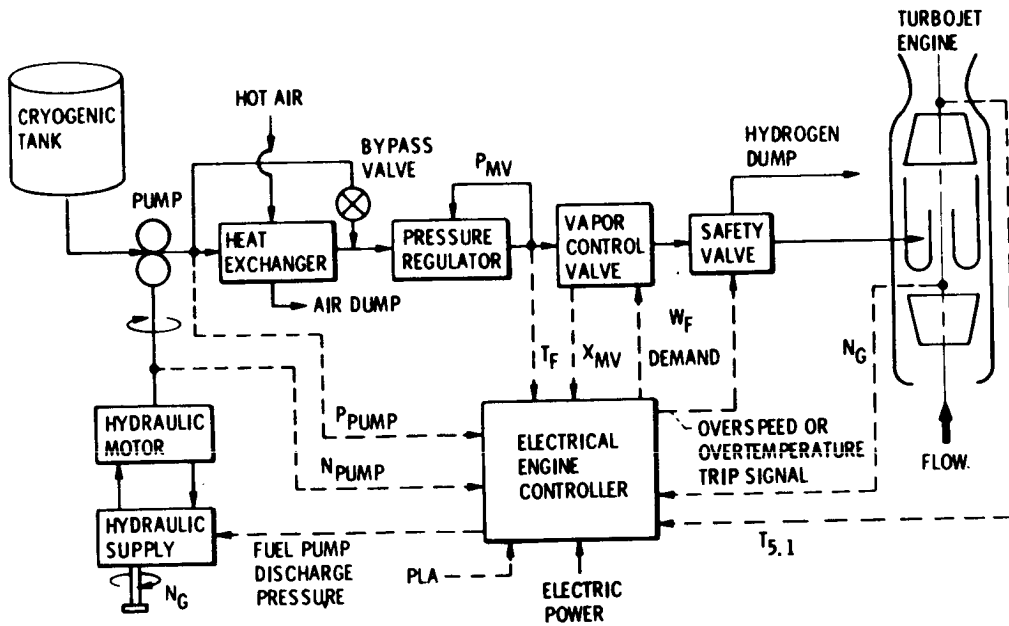 TURBOJET
ENGINE
CRYOGENIC
TANK
HOT AIR
BYPASS
VALVE
HYDROGEN
DUMP
P_MV
PUMP
HEAT
EXCHANGER
PRESSURE
REGULATOR
VAPOR
CONTROL
VALVE
SAFETY
VALVE
AIR DUMP
T_F
X_MV
W_F
DEMAND
N_G
P_PUMP
N_PUMP
HYDRAULIC
MOTOR
ELECTRICAL
ENGINE
CONTROLLER
OVERSPEED OR
OVERTEMPERATURE
TRIP SIGNAL
FLOW.
HYDRAULIC
SUPPLY
N_G
FUEL PUMP
DISCHARGE
PRESSURE
PLA
ELECTRIC
POWER
T_5.1